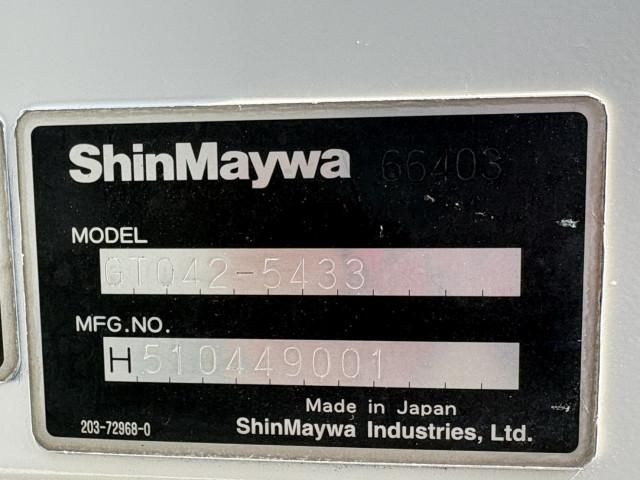 ShinMaywa 66403
MODEL
GT042-5433
MFG.NO.
H510449001
Made in Japan
203-72968-0 ShinMaywa Industries, Ltd.